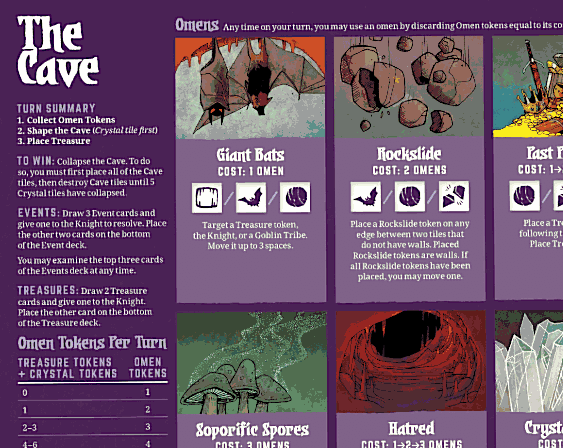 The
Cave
TURN SUMMARY
1. Collect Omen Tokens
2. Shape the Cave (Crystal tile first)
3. Place Treasure
TO WIN: Collapse the Cave. To do
so, you must first place all of the Cave
tiles, then destroy Cave tiles until 5
Crystal tiles have collapsed.
EVENTS: Draw 3 Event cards and
give one to the Knight to resolve. Place
the other two cards on the bottom
of the Event deck.
You may examine the top three cards
of the Events deck at any time.
TREASURES: Draw 2 Treasure
cards and give one to the Knight.
Place the other card on the bottom
of the Treasure deck.
Omen Tokens Per Turn
TREASURE TOKENS
+ CRYSTAL TOKENS
OMEN
TOKENS
0 1
1 2
2–3 3
4–6 4
Omens Any time on your turn, you may use an omen by discarding Omen tokens equal to its
Giant Bats
COST: 1 OMEN
Target a Treasure token,
the Knight, or a Goblin Tribe.
Move it up to 3 spaces.
Rockslide
COST: 2 OMENS
Place a Rockslide token on any
edge between two tiles that
do not have walls. Placed
Rockslide tokens are walls. If
all Rockslide tokens have been
placed, you may move one.
Past
COST: 1→
Place a
following
Place
Soporific Spores
COST: 3 OMENS
Hatred
COST: 1→2→3 OMENS
Cryst
COST: